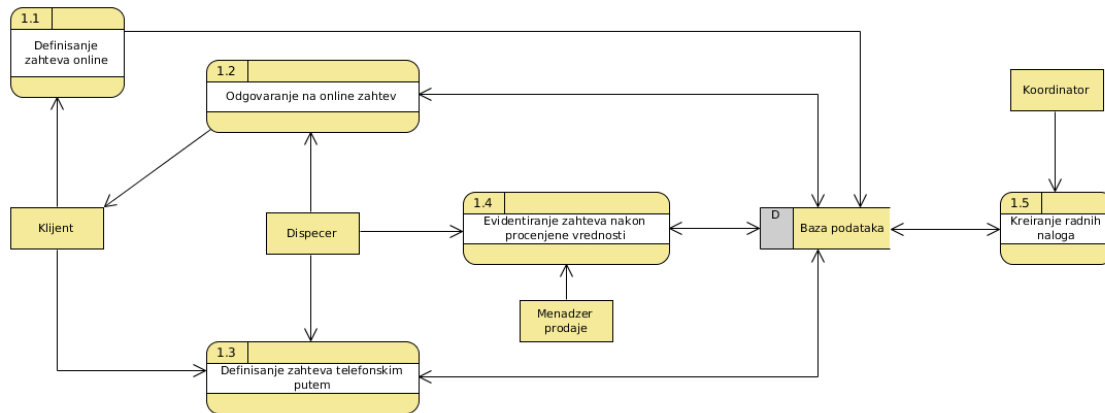 1.1
Definisanje
zahteva online
1.2
Odgovaranje na online zahtev
Koordinator
1.4
Evidentiranje zahteva nakon
procenjene vrednosti
1.5
Kreiranje radnih
naloga
Klijent
Dispecer
D
Baza podataka
Menadzer
prodaje
1.3
Definisanje zahteva telefonskim
putem